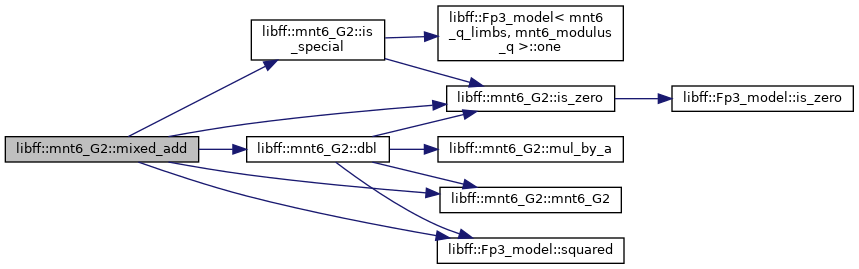 libff::mnt6_G2::mixed_add
libff::mnt6_G2::is
_special
libff::mnt6_G2::dbl
libff::Fp3_model< mnt6
_q_limbs, mnt6_modulus
_q >::one
libff::mnt6_G2::is_zero
libff::mnt6_G2::mul_by_a
libff::mnt6_G2::mnt6_G2
libff::Fp3_model::squared
libff::Fp3_model::is_zero